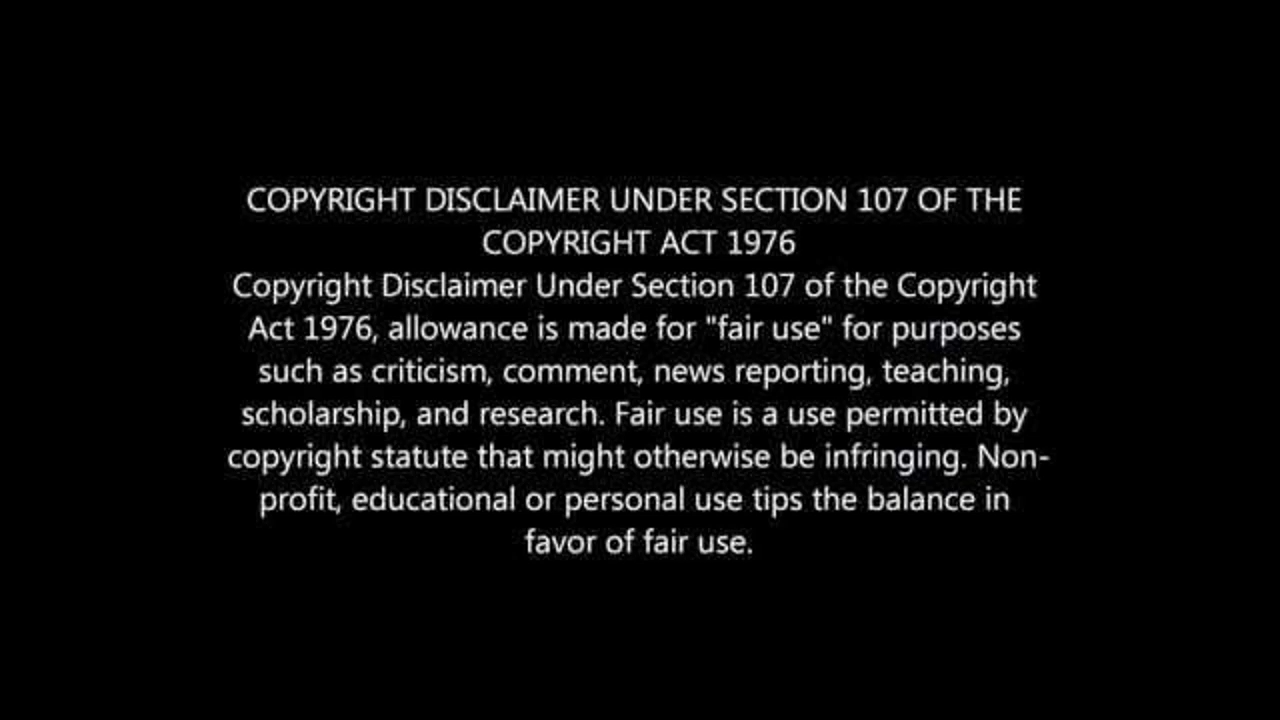 COPYRIGHT DISCLAIMER UNDER SECTION 107 OF THE
COPYRIGHT ACT 1976
Copyright Disclaimer Under Section 107 of the Copyright
Act 1976, allowance is made for "fair use" for purposes
such as criticism, comment, news reporting, teaching,
scholarship, and research. Fair use is a use permitted by
copyright statute that might otherwise be infringing. Non-
profit, educational or personal use tips the balance in
favor of fair use.